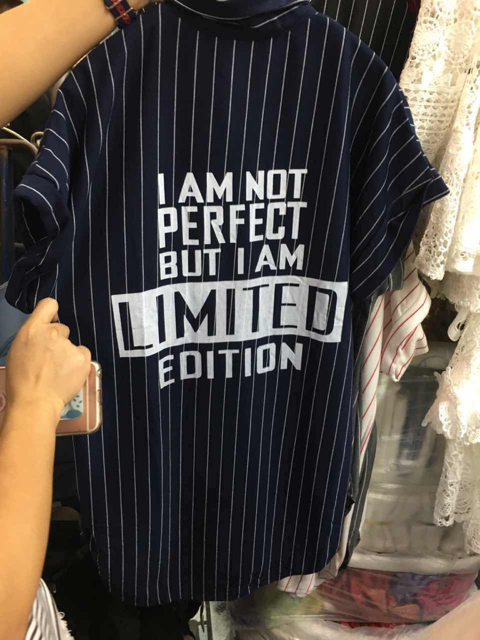 I AM NOT
PERFECT
BUT I AM
LIMITED
EDITION